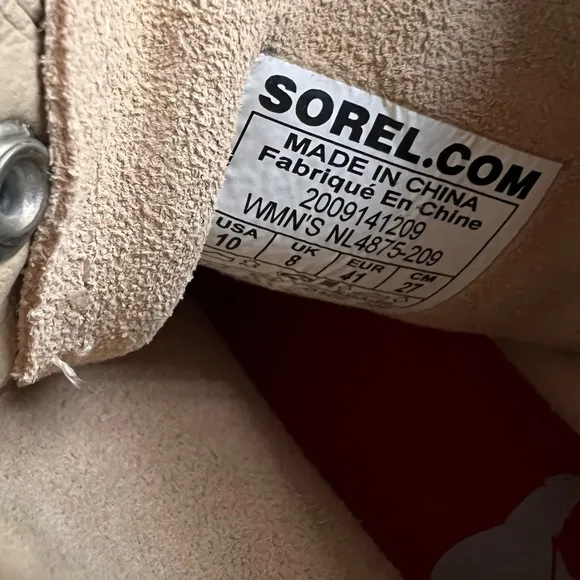 SOREL.COM
MADE IN CHINA
Fabriqué En Chine
2009141209
WMN'S NL4875-209
USA UK EUR CM
10 8 41 27